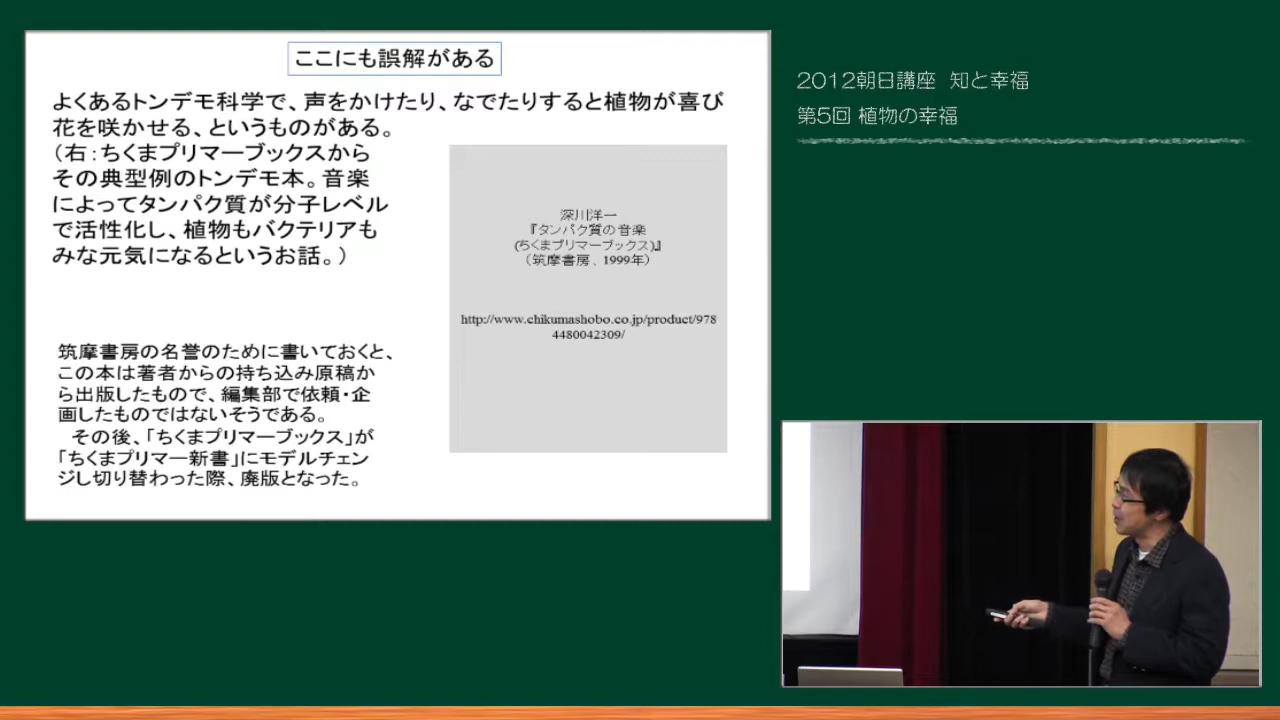 ここにも誤解がある
よくあるトンデモ科学で、声をかけたり、なでたりすると植物が喜び
花を咲かせる、というものがある。
（右：ちくまプリマーブックスから
その典型例のトンデモ本。音楽
によってタンパク質が分子レベル
で活性化し、植物もバクテリアも
みな元気になるというお話。）
深川洋一
『タンパク質の音楽
(ちくまプリマーブックス)』
（筑摩書房、1999年）
http://www.chikumashobo.co.jp/product/978
4480042309/
筑摩書房の名誉のために書いておくと、
この本は著者からの持ち込み原稿か
ら出版したもので、編集部で依頼・企
画したものではないそうである。
その後、「ちくまプリマーブックス」が
「ちくまプリマー新書」にモデルチェン
ジし切り替わった際、廃版となった。
2012朝日講座 知と幸福
第5回 植物の幸福